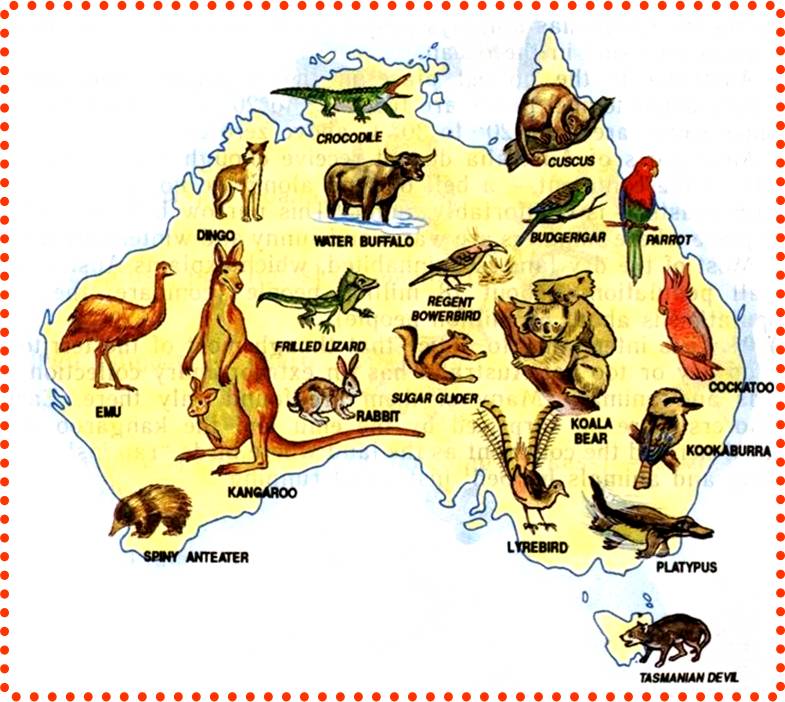 CROCODILE
CUSCUS
DINGO
WATER BUFFALO
BUDGERIGAR
PARROT
REGENT
BOWERBIRD
FRILLED LIZARD
COCKATOO
SUGAR GLIDER
EMU
RABBIT
KOALA
BEAR
KOOKABURRA
KANGAROO
LYREBIRD
SPINY ANTEATER
PLATYPUS
TASMANIAN DEVIL